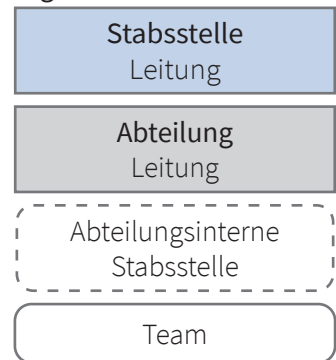 Stabsstelle
Leitung
Abteilung
Leitung
Abteilungsinterne
Stabsstelle
Team